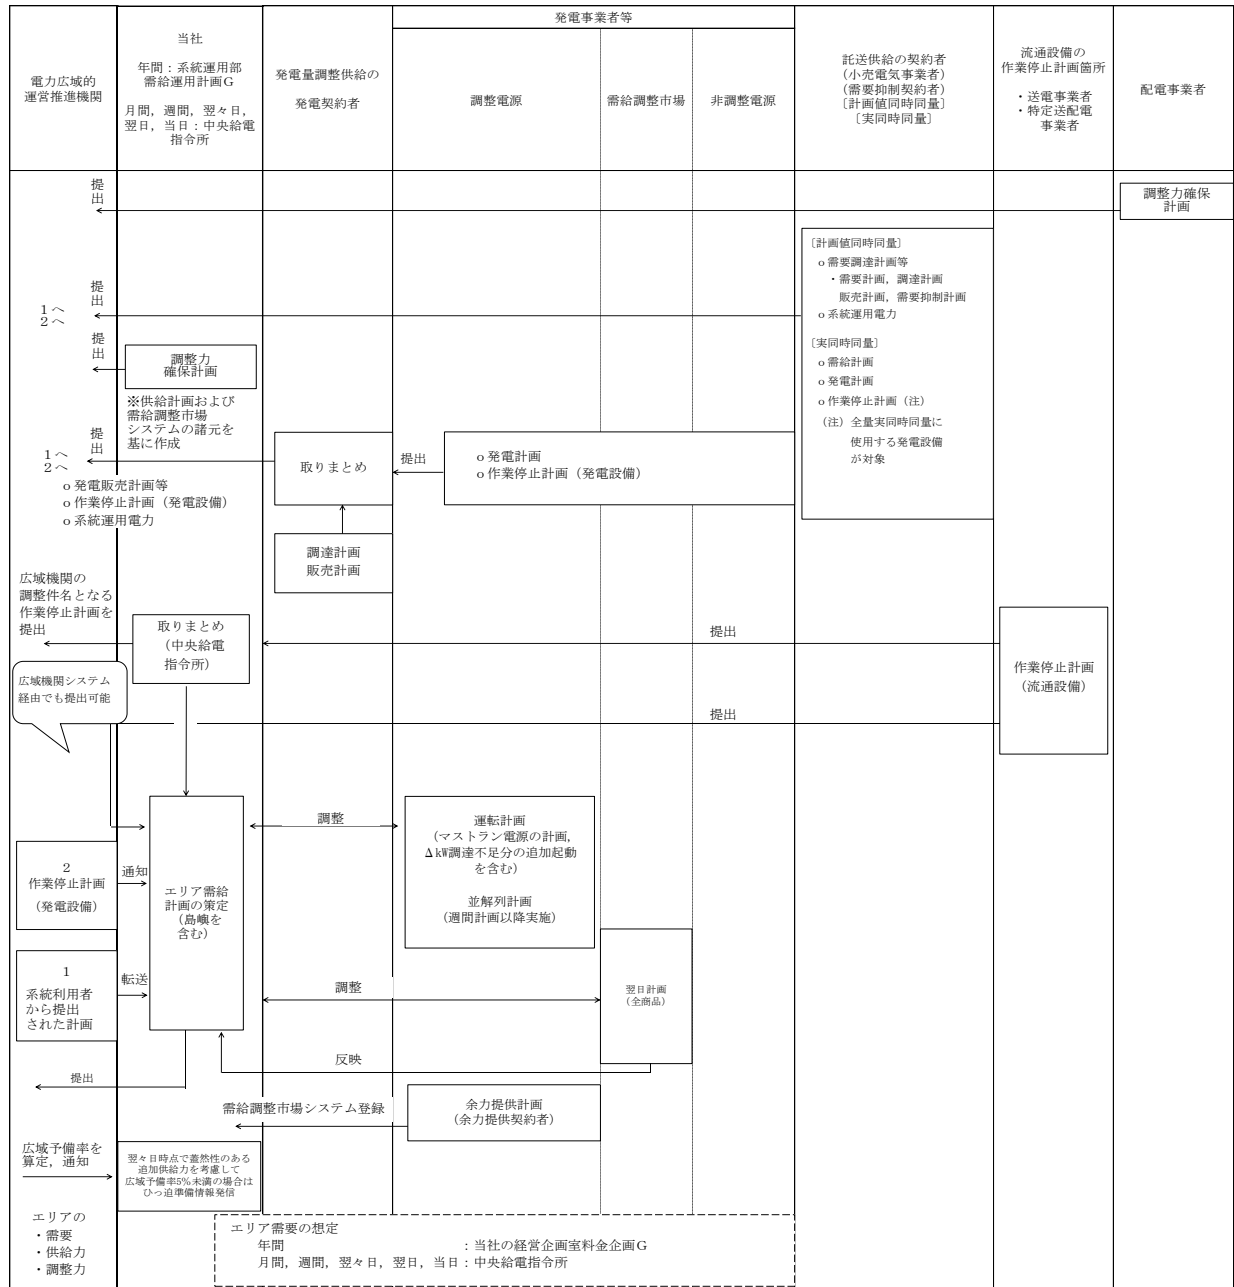 電力広域的
運営推進機関
当社
年間：系統運用部
需給運用計画G
月間，週間，翌々日，
翌日，当日：中央給電
指令所
発電量調整供給の
発電契約者
発電事業者等
調整電源
需給調整市場
非調整電源
託送供給の契約者
(小売電気事業者)
(需要抑制契約者)
〔計画値同時同量〕
〔実同時同量〕
流通設備の
作業停止計画箇所
・送電事業者
・特定送配電
事業者
配電事業者
提出
調整力確保
計画
〔計画値同時同量〕
o 需要調達計画等
・需要計画，調達計画
販売計画，需要抑制計画
o 系統運用電力
〔実同時同量〕
o 需給計画
o 発電計画
o 作業停止計画（注）
（注）全量実同時同量に
使用する発電設備
が対象
提出
1へ
2へ
提出
調整力
確保計画
※供給計画および
需給調整市場
システムの諸元を
基に作成
提出
1へ
2へ
取りまとめ
提出
o 発電計画
o 作業停止計画（発電設備）
o 発電販売計画等
o 作業停止計画（発電設備）
o 系統運用電力
調達計画
販売計画
広域機関の
調整件名となる
作業停止計画を
提出
取りまとめ
（中央給電
指令所）
提出
作業停止計画
（流通設備）
広域機関システム
経由でも提出可能
提出
エリア需給
計画の策定
（島嶼を
含む）
調整
運転計画
（マストラン電源の計画，
ΔkW調達不足分の追加起動
を含む）
並解列計画
（週間計画以降実施）
2
作業停止計画
（発電設備）
通知
1
系統利用者
から提出
された計画
転送
調整
翌日計画
（全商品）
反映
提出
需給調整市場システム登録
余力提供計画
（余力提供契約者）
広域予備率を
算定，通知
翌々日時点で蓋然性のある
追加供給力を考慮して
広域予備率5%未満の場合は
ひっ迫準備情報発信
エリアの
・需要
・供給力
・調整力
エリア需要の想定
年間　：当社の経営企画室料金企画G
月間，週間，翌々日，翌日，当日：中央給電指令所